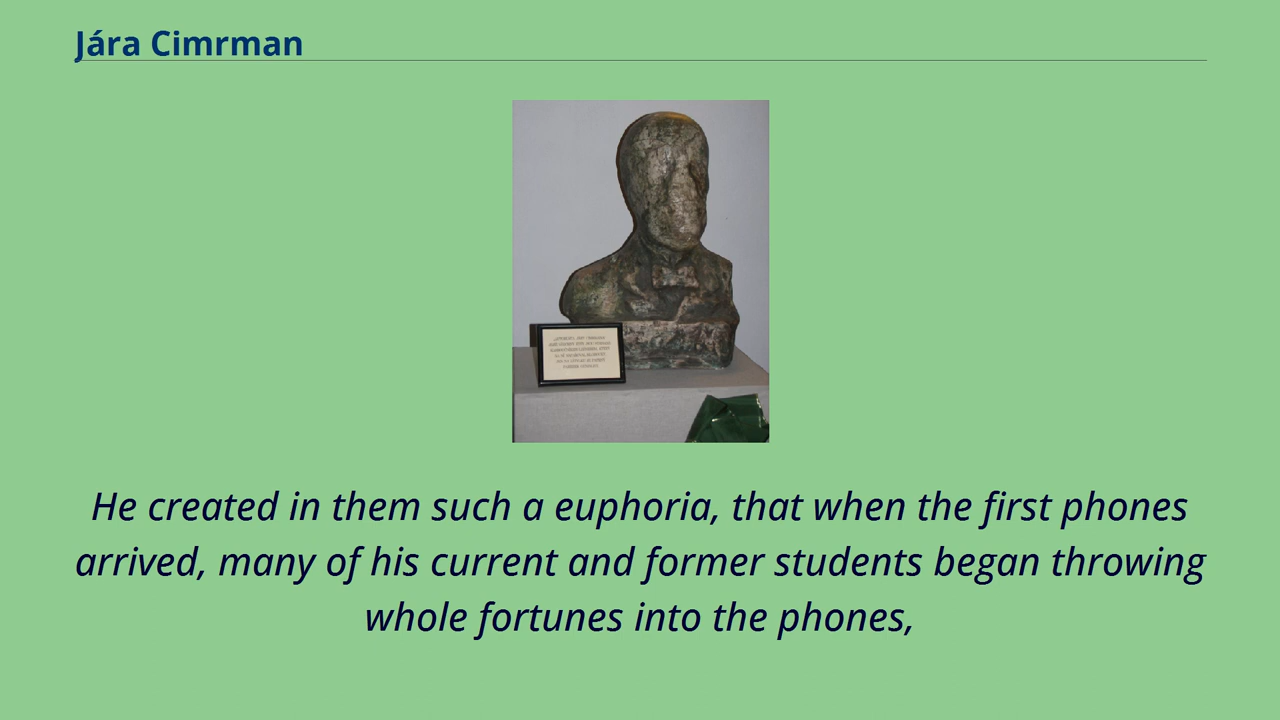 Jára Cimrman
He created in them such a euphoria, that when the first phones
arrived, many of his current and former students began throwing
whole fortunes into the phones,